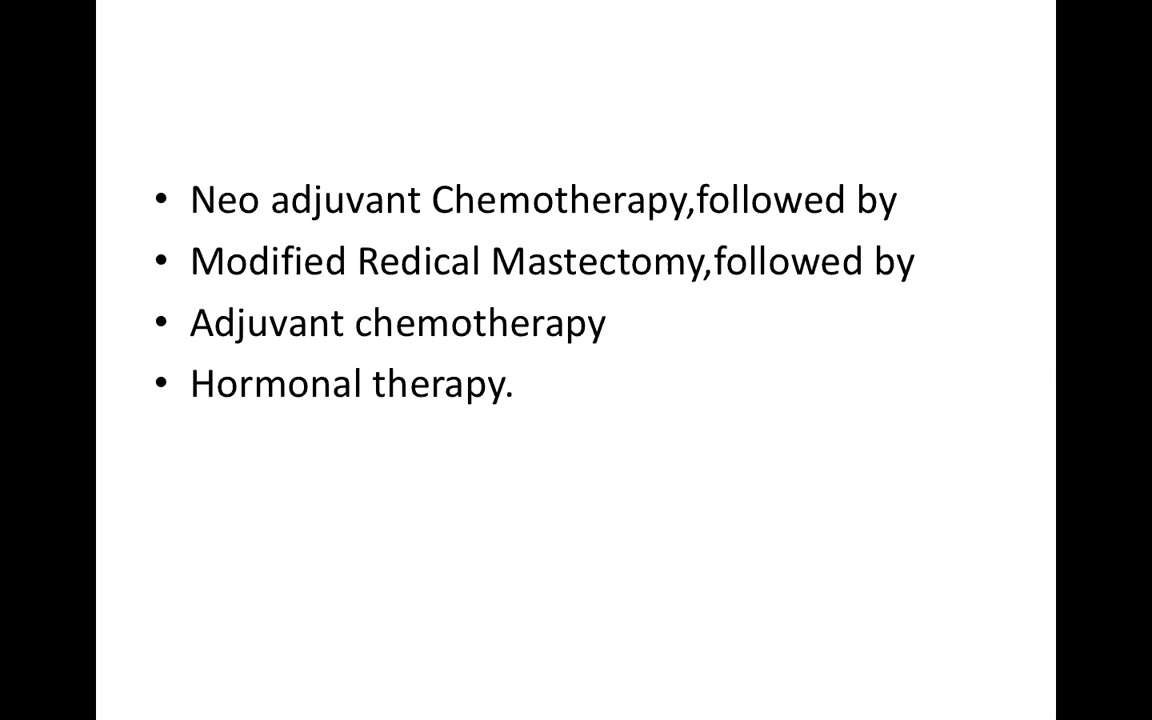 • Neo adjuvant Chemotherapy,followed by
• Modified Redical Mastectomy,followed by
• Adjuvant chemotherapy
• Hormonal therapy.